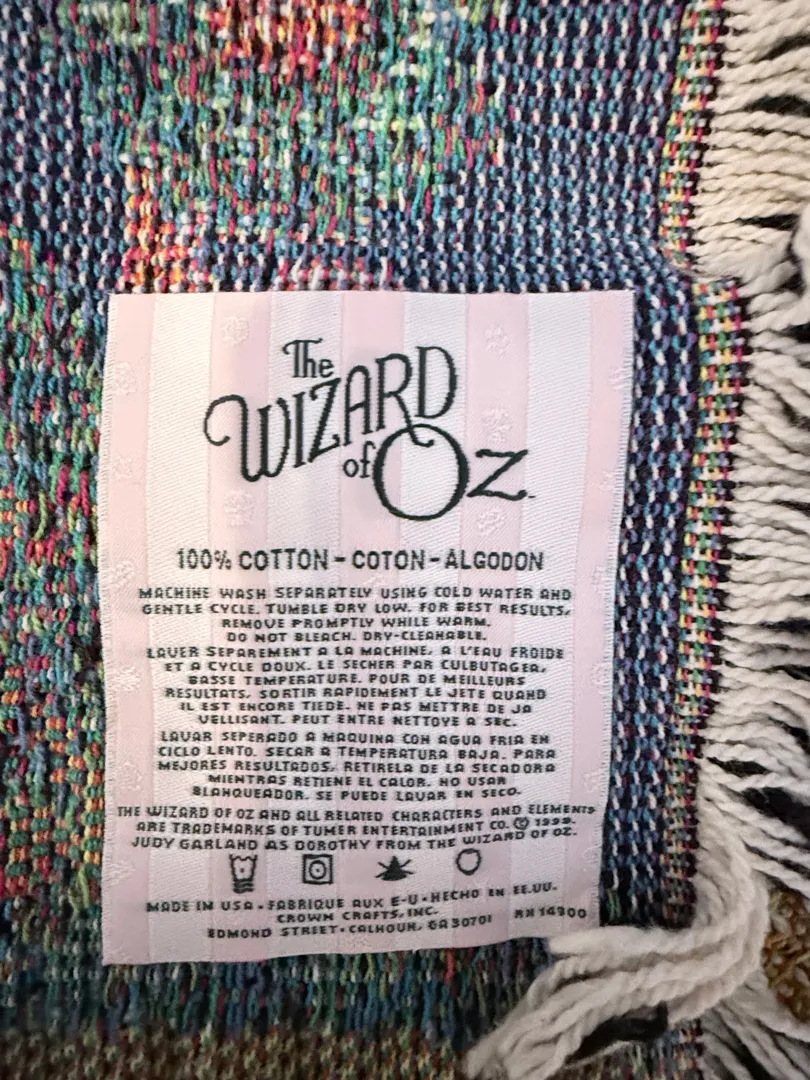 The
WIZARD
of OZ
100% COTTON - COTON - ALGODON
MACHINE WASH SEPARATELY USING COLD WATER AND
GENTLE CYCLE. TUMBLE DRY LOW. FOR BEST RESULTS,
REMOVE PROMPTLY WHILE WARM.
DO NOT BLEACH. DRY-CLEANABLE.
LAVER SEPAREMENT A LA MACHINE, A L'EAU FROIDE
ET A CYCLE DOUX. LE SECHER PAR CULBUTAGER,
BASSE TEMPERATURE. POUR DE MEILLEURS
RESULTATS, SORTIR RAPIDEMENT LE JETE QUAND
IL EST ENCORE TIEDE. NE PAS METTRE DE JA
VELLISANT. PEUT ENTRE NETTOYE A SEC.
LAVAR SEPERADO A MAQUINA CON AGUA FRIA EN
CICLO LENTO. SECAR A TEMPERATURA BAJA. PARA
MEJORES RESULTADOS, RETIRELA DE LA SECADORA
MIENTRAS RETIENE EL CALOR. NO USAR
BLANQUEADOR. SE PUEDE LAVAR EN SECO.
THE WIZARD OF OZ AND ALL RELATED CHARACTERS AND ELEMENTS
ARE TRADEMARKS OF TUMER ENTERTAINMENT CO. © 1999.
JUDY GARLAND AS DOROTHY FROM THE WIZARD OF OZ.
MADE IN USA • FABRIQUE AUX E-U • HECHO EN EE.UU.
CROWN CRAFTS, INC. RN 14900
EDMOND STREET • CALHOUN, GA 30701